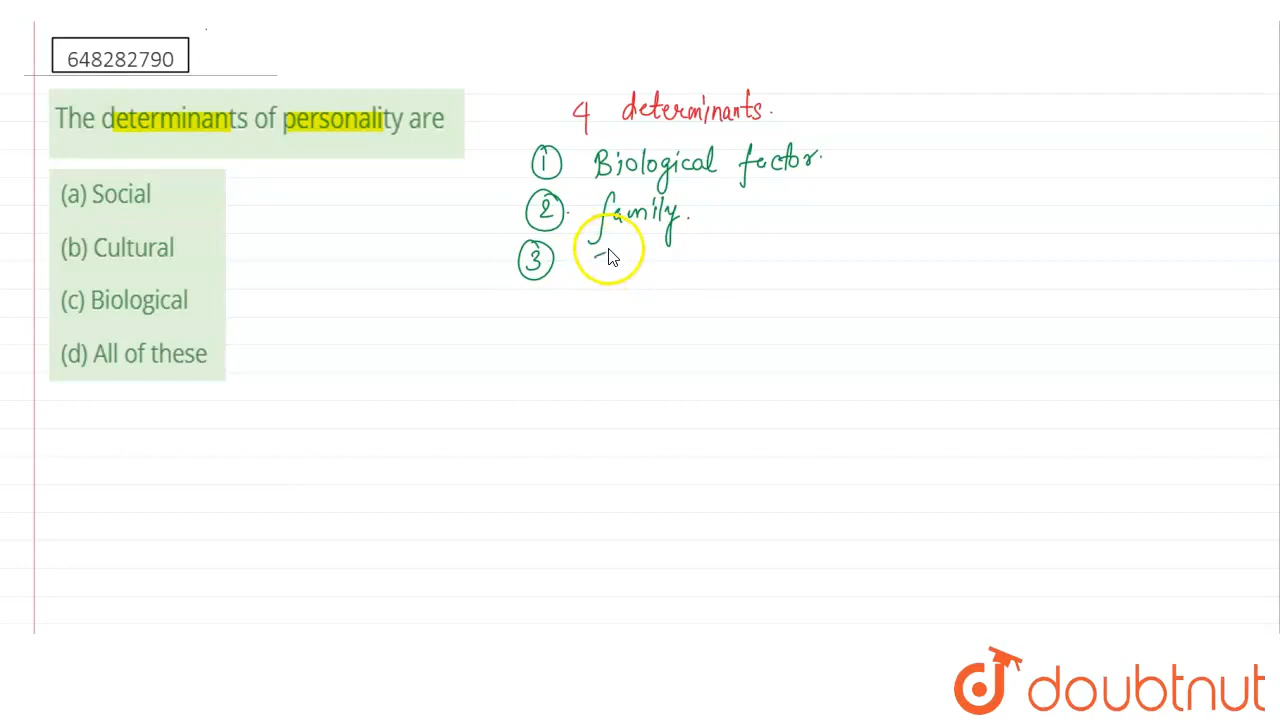 648282790
The determinants of personality are
(a) Social
(b) Cultural
(c) Biological
(d) All of these
4 determinants.
① Biological factor.
② family.
③
doubtnut